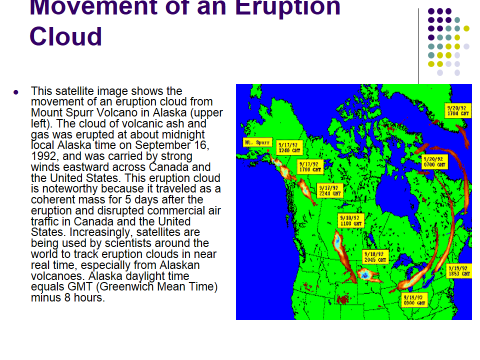 Movement of an Eruption
Cloud
This satellite image shows the
movement of an eruption cloud from
Mount Spurr Volcano in Alaska (upper
left). The cloud of volcanic ash and
gas was erupted at about midnight
local Alaska time on September 16,
1992, and was carried by strong
winds eastward across Canada and
the United States. This eruption cloud
is noteworthy because it traveled as a
coherent mass for 5 days after the
eruption and disrupted commercial air
traffic in Canada and the United
States. Increasingly, satellites are
being used by scientists around the
world to track eruption clouds in near
real time, especially from Alaskan
volcanoes. Alaska daylight time
equals GMT (Greenwich Mean Time)
minus 8 hours.
9/20/92
1704 GMT
Mt. Spurr
9/17/92
1240 GMT
9/17/92
1700 GMT
9/20/92
0700 GMT
9/17/92
2244 GMT
9/18/92
1100 GMT
9/18/92
2045 GMT
9/19/92
9/19/92
GMT